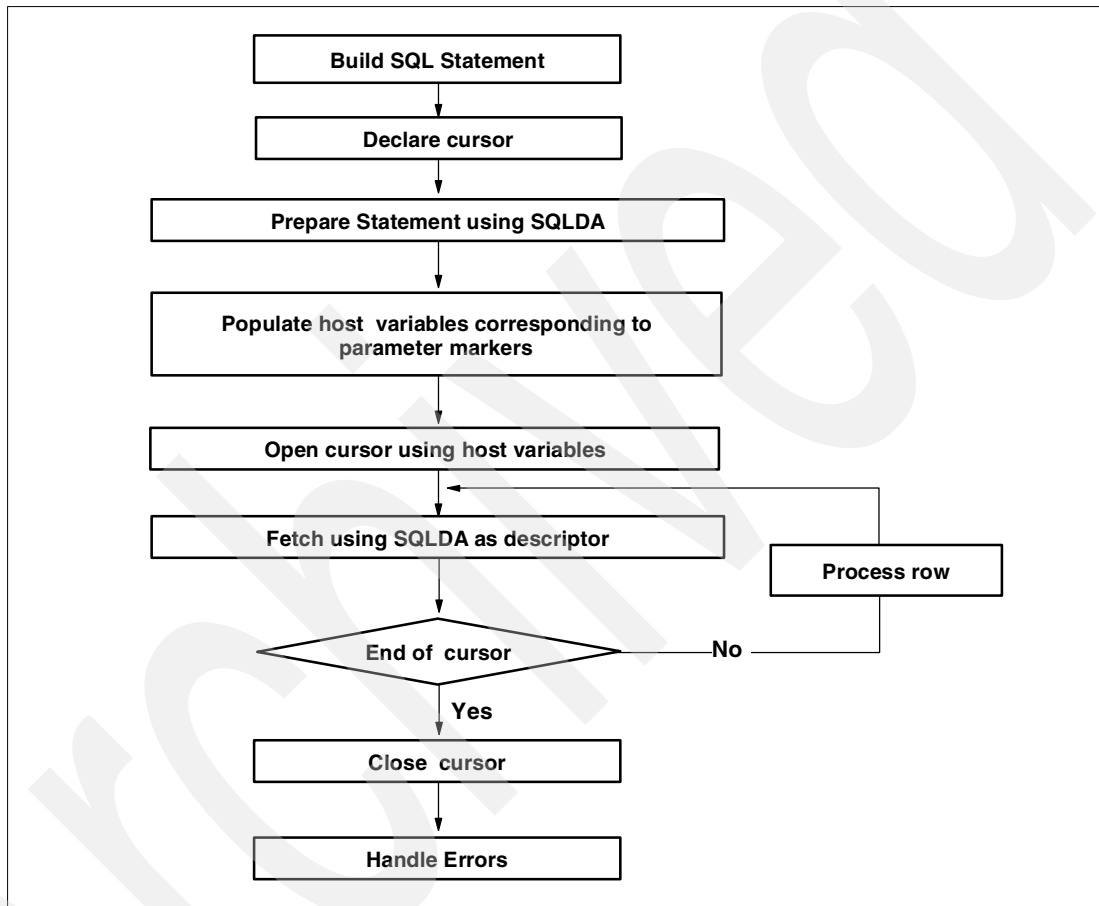 Build SQL Statement
Declare cursor
Prepare Statement using SQLDA
Populate host variables corresponding to
parameter markers
Open cursor using host variables
Fetch using SQLDA as descriptor
Process row
End of cursor
No
Yes
Close cursor
Handle Errors
rchived